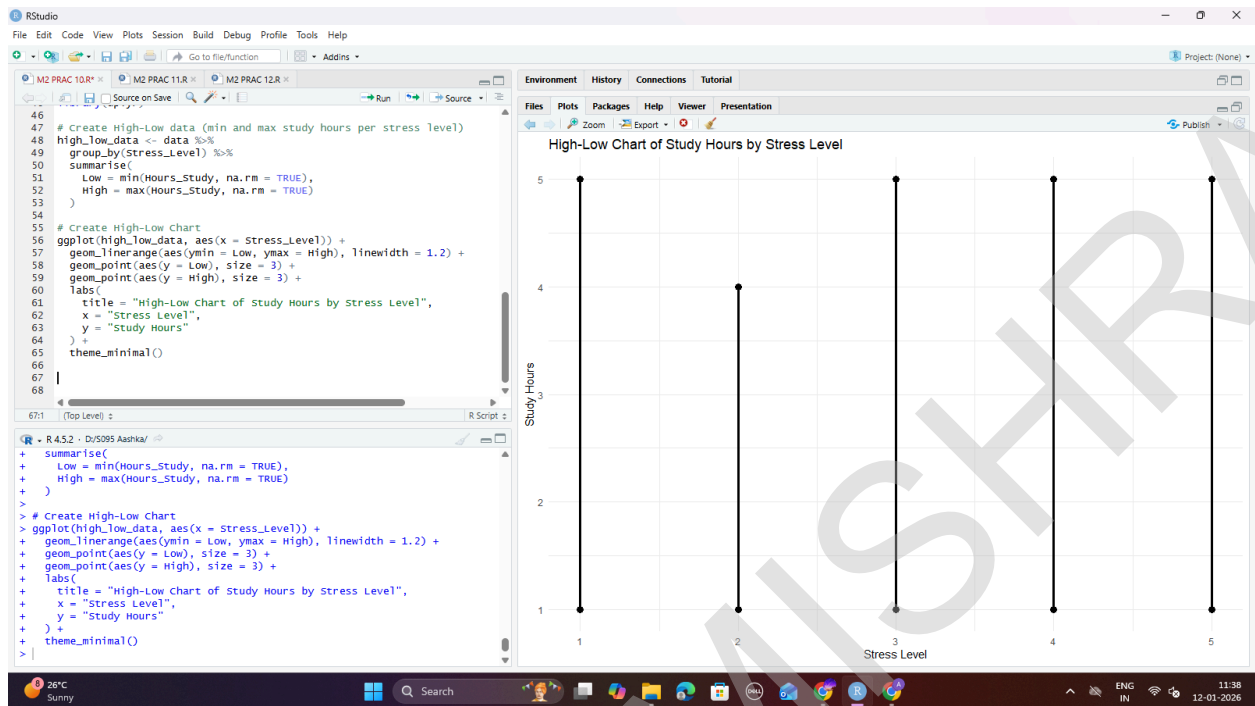 RStudio
File Edit Code View Plots Session Build Debug Profile Tools Help
Go to file/function
Addins
Project: (None)
M2 PRAC 10.R*
M2 PRAC 11.R
M2 PRAC 12.R
Source on Save
Run
Source
46
47 # Create High-Low data (min and max study hours per stress level)
48 high_low_data <- data %>%
49 group_by(Stress_Level) %>%
50 summarise(
51 Low = min(Hours_Study, na.rm = TRUE),
52 High = max(Hours_Study, na.rm = TRUE)
53 )
54
55 # Create High-Low Chart
56 ggplot(high_low_data, aes(x = Stress_Level)) +
57 geom_linerange(aes(ymin = Low, ymax = High), linewidth = 1.2) +
58 geom_point(aes(y = Low), size = 3) +
59 geom_point(aes(y = High), size = 3) +
60 labs(
61 title = "High-Low Chart of Study Hours by Stress Level",
62 x = "Stress Level",
63 y = "Study Hours"
64 ) +
65 theme_minimal()
66
67
68
67:1 (Top Level) R Script
R 4.5.2 · D:/S095 Aashka/
+ summarise(
+ Low = min(Hours_Study, na.rm = TRUE),
+ High = max(Hours_Study, na.rm = TRUE)
+ )
>
> # Create High-Low Chart
> ggplot(high_low_data, aes(x = Stress_Level)) +
+ geom_linerange(aes(ymin = Low, ymax = High), linewidth = 1.2) +
+ geom_point(aes(y = Low), size = 3) +
+ geom_point(aes(y = High), size = 3) +
+ labs(
+ title = "High-Low Chart of Study Hours by Stress Level",
+ x = "Stress Level",
+ y = "Study Hours"
+ ) +
+ theme_minimal()
>
Environment History Connections Tutorial
Files Plots Packages Help Viewer Presentation
Zoom Export Publish
High-Low Chart of Study Hours by Stress Level
5
4
3
2
1
Study Hours
1 2 3 4 5
Stress Level
MISHRA
8
26°C
Sunny
Search
DELL
ENG
IN
11:38
12-01-2026